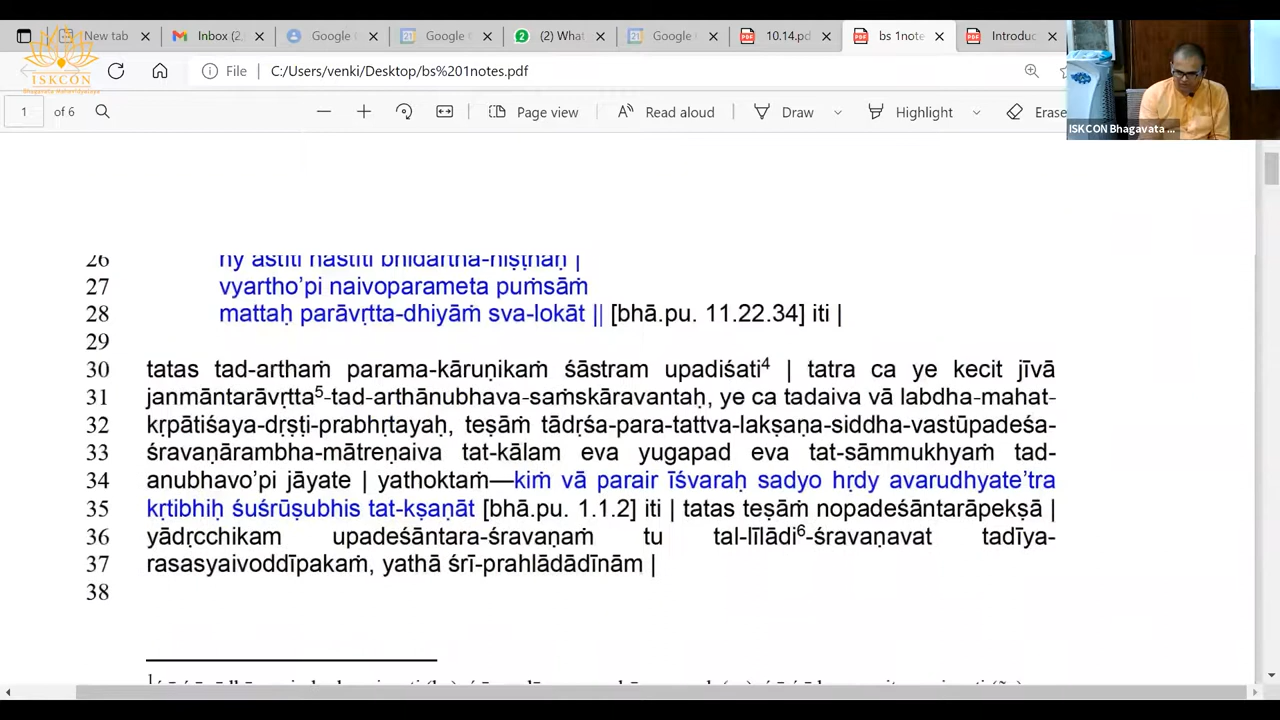 New tab
Inbox (2
Google
Google
(2) What
Google
10.14.pd
bs 1note
Introduc
ISKCON
Bhagavata Mahavidyalaya
File
C:/Users/venki/Desktop/bs%201notes.pdf
1 of 6
Page view
Read aloud
Draw
Highlight
Erase
ISKCON Bhagavata ...
26 hy astīti nāstīti bhidārtha-niṣṭhaḥ |
27 vyartho’pi naivoparameta puṁsāṁ
28 mattaḥ parāvṛtta-dhiyāṁ sva-lokāt || [bhā.pu. 11.22.34] iti |
29
30 tatas tad-arthaṁ parama-kāruṇikaṁ śāstram upadiśati4 | tatra ca ye kecit jīvā
31 janmāntarāvṛtta5-tad-arthānubhava-saṁskāravantaḥ, ye ca tadaiva vā labdha-mahat-
32 kṛpātiśaya-dṛṣṭi-prabhṛtayaḥ, teṣāṁ tādṛśa-para-tattva-lakṣaṇa-siddha-vastūpadeśa-
33 śravaṇārambha-mātreṇaiva tat-kālam eva yugapad eva tat-sāmmukhyaṁ tad-
34 anubhavo’pi jāyate | yathoktaṁ—kiṁ vā parair īśvaraḥ sadyo hṛdy avarudhyate’tra
35 kṛtibhiḥ śuśrūṣubhis tat-kṣaṇāt [bhā.pu. 1.1.2] iti | tatas teṣāṁ nopadeśāntarāpekṣā |
36 yādṛcchikam upadeśāntara-śravaṇaṁ tu tal-līlādi6-śravaṇavat tadīya-
37 rasasyaivoddīpakaṁ, yathā śrī-prahlādādīnām |
38